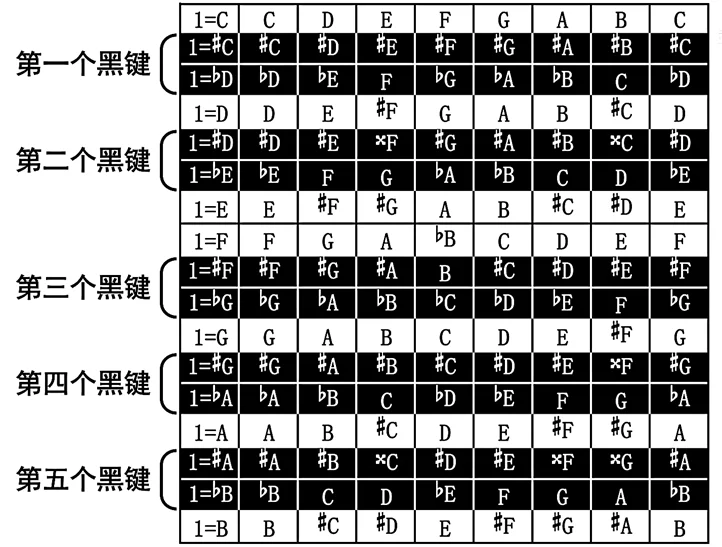 1=C C D E F G A B C
第一个黑键
1=♯C ♯C ♯D ♯E ♯F ♯G ♯A ♯B ♯C
1=♭D ♭D ♭E F ♭G ♭A ♭B C ♭D
1=D D E ♯F G A B ♯C D
第二个黑键
1=♯D ♯D ♯E 𝄪F ♯G ♯A ♯B 𝄪C ♯D
1=♭E ♭E F G ♭A ♭B C D ♭E
1=E E ♯F ♯G A B ♯C ♯D E
1=F F G A ♭B C D E F
第三个黑键
1=♯F ♯F ♯G ♯A B ♯C ♯D ♯E ♯F
1=♭G ♭G ♭A ♭B ♭C ♭D ♭E F ♭G
1=G G A B C D E ♯F G
第四个黑键
1=♯G ♯G ♯A ♯B ♯C ♯D ♯E 𝄪F ♯G
1=♭A ♭A ♭B C ♭D ♭E F G ♭A
1=A A B ♯C D E ♯F ♯G A
第五个黑键
1=♯A ♯A ♯B 𝄪C ♯D ♯E 𝄪F 𝄪G ♯A
1=♭B ♭B C D ♭E F G A ♭B
1=B B ♯C ♯D E ♯F ♯G ♯A B